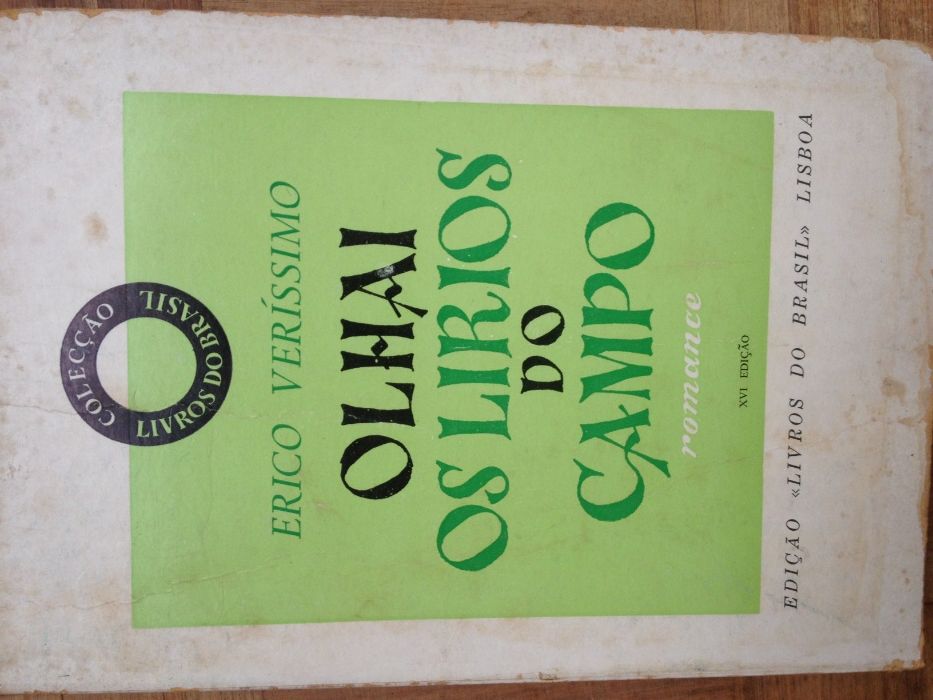 COLECÇÃO
LIVROS DO BRASIL
ERICO VERÍSSIMO
OLHAI
OS LIRIOS
DO
CAMPO
romance
XVI EDIÇÃO
EDIÇÃO «LIVROS DO BRASIL» LISBOA